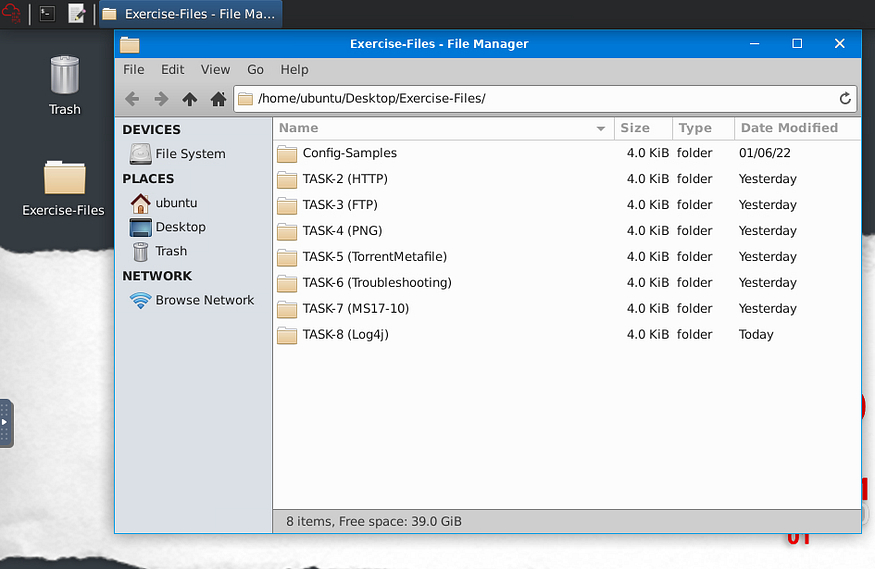 Exercise-Files - File Ma...
Exercise-Files - File Manager
File Edit View Go Help
/home/ubuntu/Desktop/Exercise-Files/
Trash
Exercise-Files
DEVICES
File System
PLACES
ubuntu
Desktop
Trash
NETWORK
Browse Network
Name Size Type Date Modified
Config-Samples 4.0 KiB folder 01/06/22
TASK-2 (HTTP) 4.0 KiB folder Yesterday
TASK-3 (FTP) 4.0 KiB folder Yesterday
TASK-4 (PNG) 4.0 KiB folder Yesterday
TASK-5 (TorrentMetafile) 4.0 KiB folder Yesterday
TASK-6 (Troubleshooting) 4.0 KiB folder Yesterday
TASK-7 (MS17-10) 4.0 KiB folder Yesterday
TASK-8 (Log4j) 4.0 KiB folder Today
8 items, Free space: 39.0 GiB
01